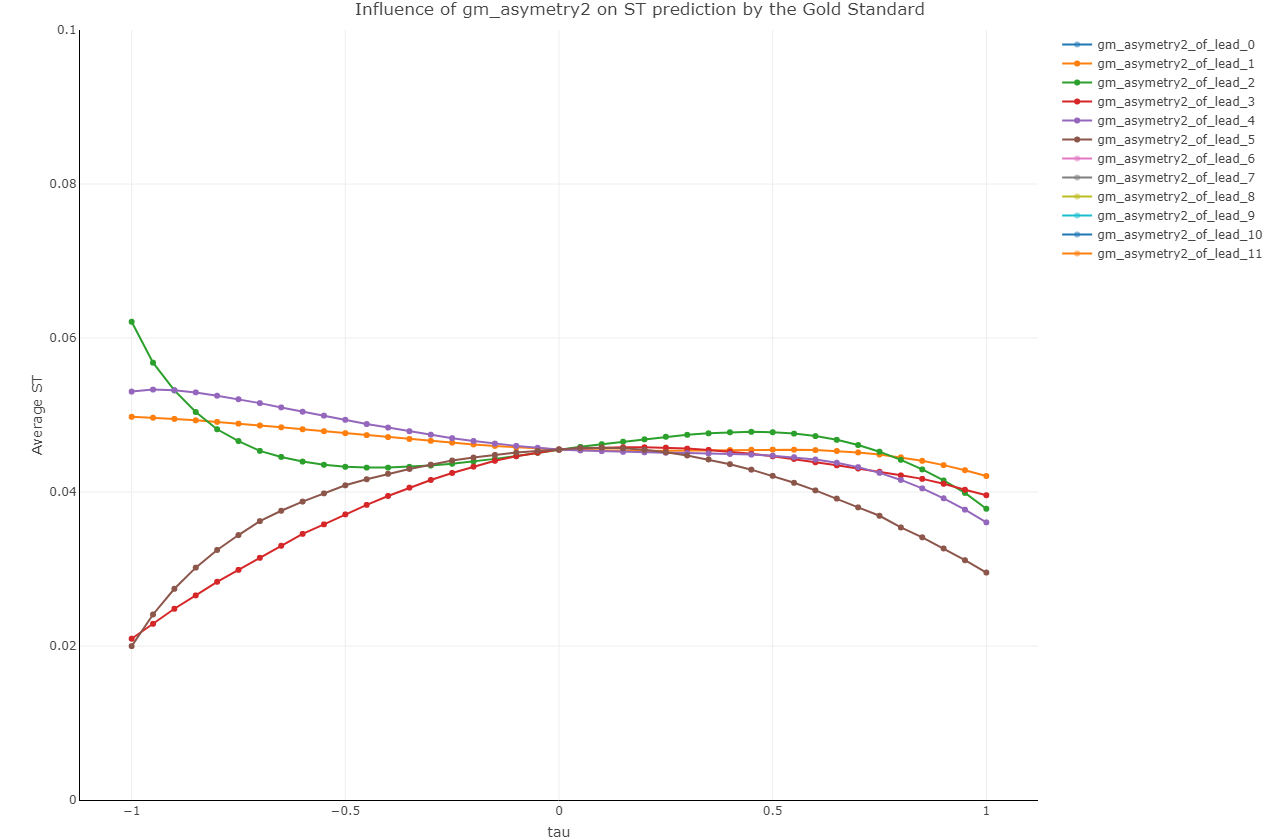 Influence of gm_asymetry2 on ST prediction by the Gold Standard
0.1
0.08
0.06
0.04
0.02
0
Average ST
−1
−0.5
0
0.5
1
tau
gm_asymetry2_of_lead_0
gm_asymetry2_of_lead_1
gm_asymetry2_of_lead_2
gm_asymetry2_of_lead_3
gm_asymetry2_of_lead_4
gm_asymetry2_of_lead_5
gm_asymetry2_of_lead_6
gm_asymetry2_of_lead_7
gm_asymetry2_of_lead_8
gm_asymetry2_of_lead_9
gm_asymetry2_of_lead_10
gm_asymetry2_of_lead_11